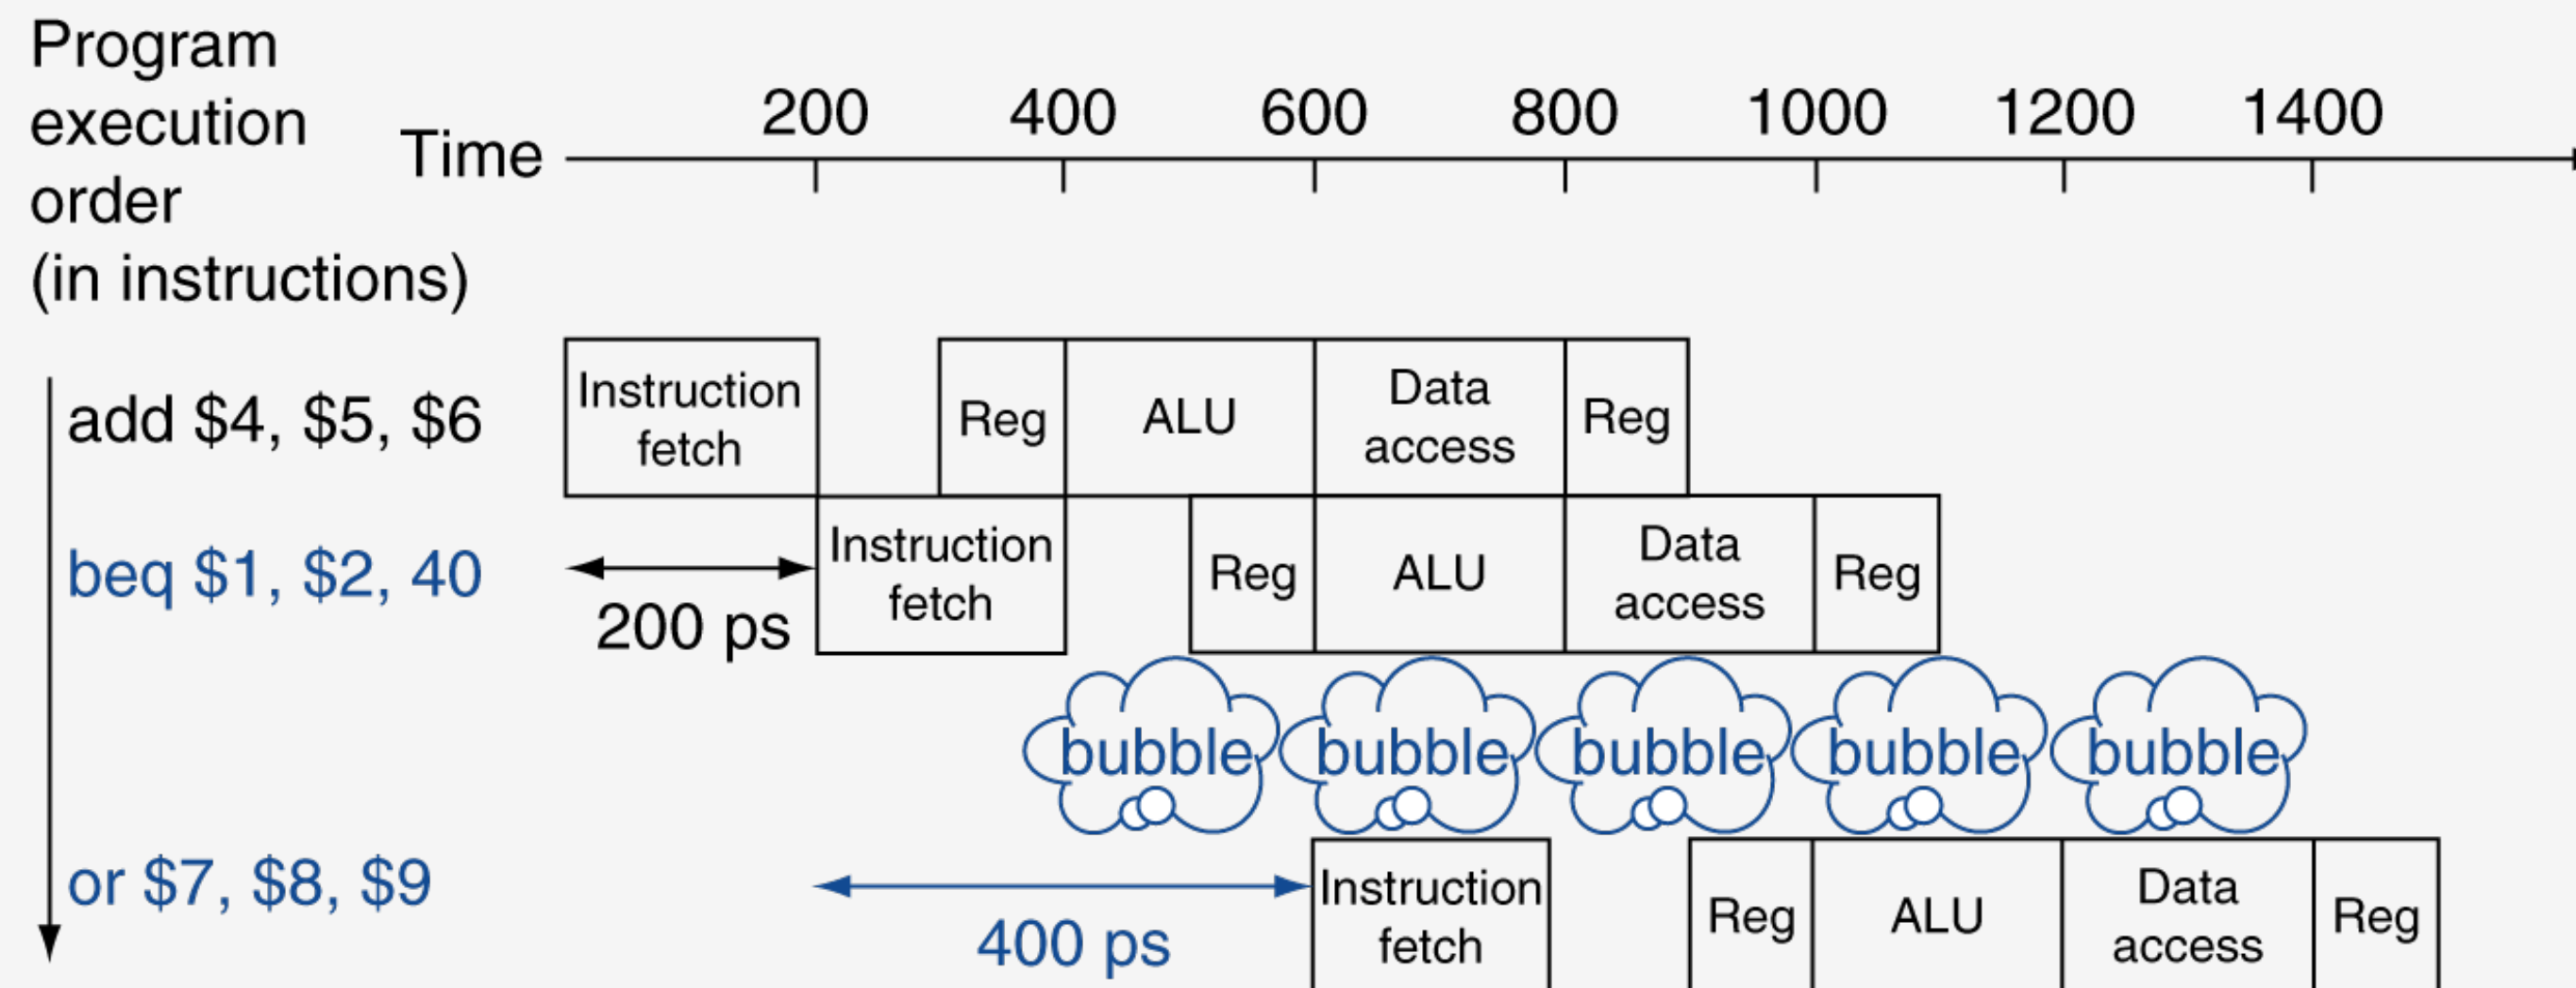 Program
execution
order
(in instructions)
Time
200 400 600 800 1000 1200 1400
add $4, $5, $6
Instruction
fetch
Reg
ALU
Data
access
Reg
beq $1, $2, 40
200 ps
Instruction
fetch
Reg
ALU
Data
access
Reg
bubble bubble bubble bubble bubble
or $7, $8, $9
400 ps
Instruction
fetch
Reg
ALU
Data
access
Reg